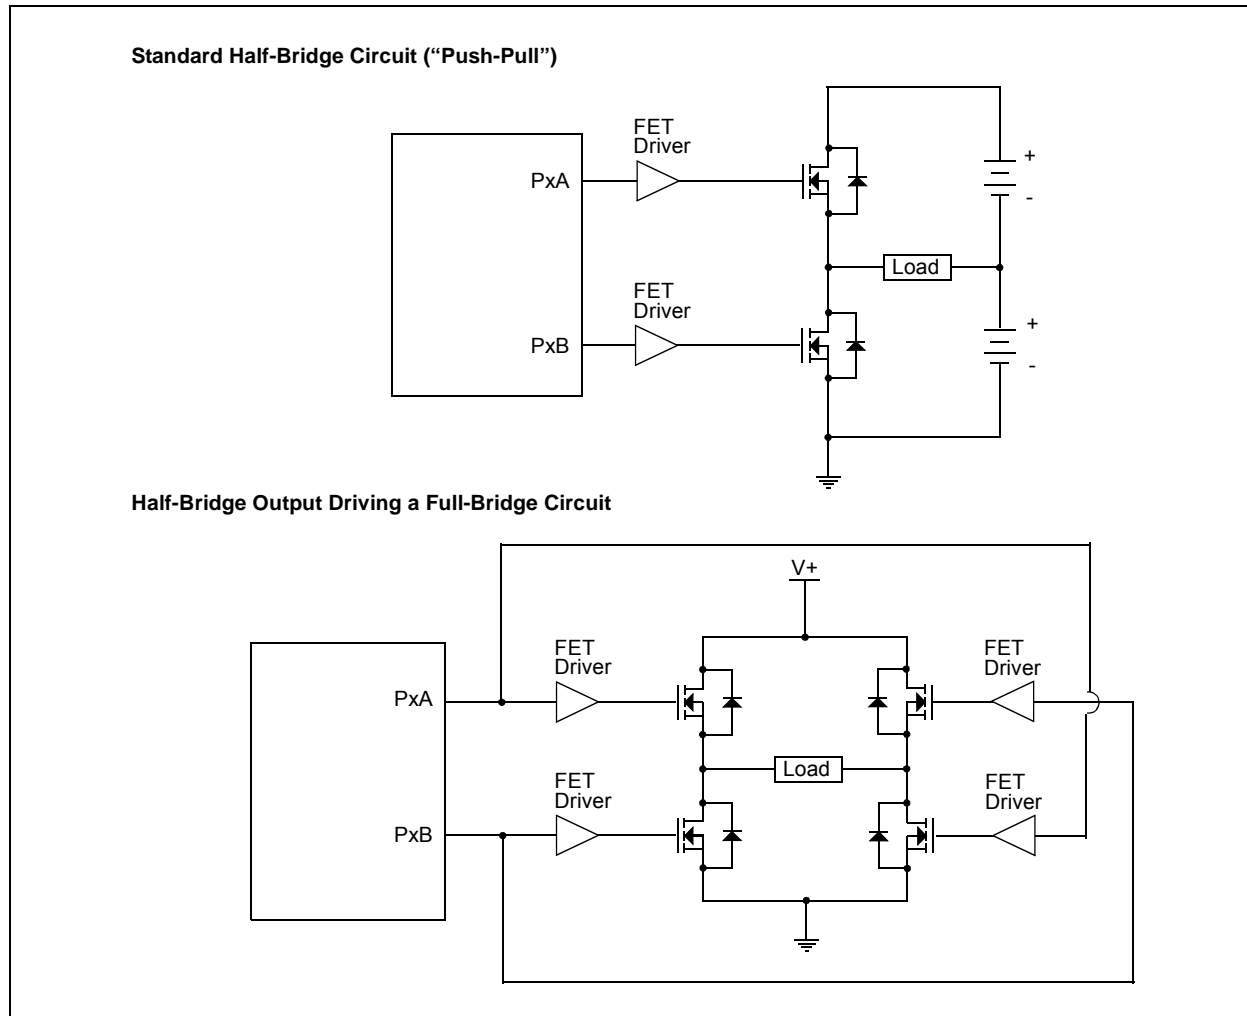 Standard Half-Bridge Circuit (“Push-Pull”)
FET
Driver
PxA
+
-
Load
FET
Driver
PxB
+
-
Half-Bridge Output Driving a Full-Bridge Circuit
V+
FET
Driver
FET
Driver
PxA
Load
FET
Driver
FET
Driver
PxB